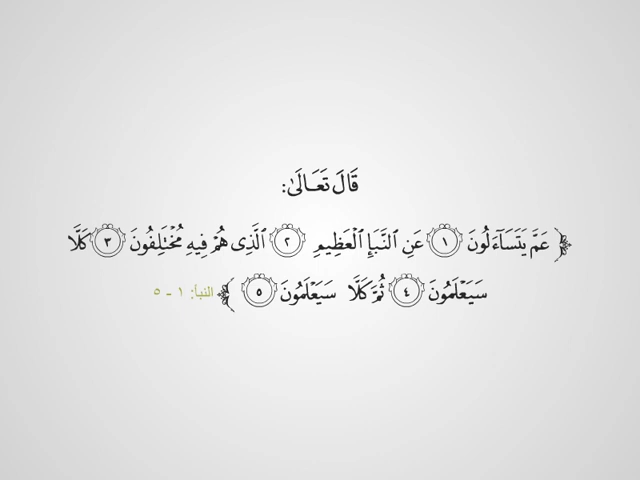 قَالَ تَعَالَىٰ:
﴿ عَمَّ يَتَسَآءَلُونَ ١ عَنِ ٱلنَّبَإِ ٱلْعَظِيمِ ٢ ٱلَّذِى هُمْ فِيهِ مُخْتَلِفُونَ ٣ كَلَّا
سَيَعْلَمُونَ ٤ ثُمَّ كَلَّا سَيَعْلَمُونَ ٥ ﴾ النبأ: ١ - ٥